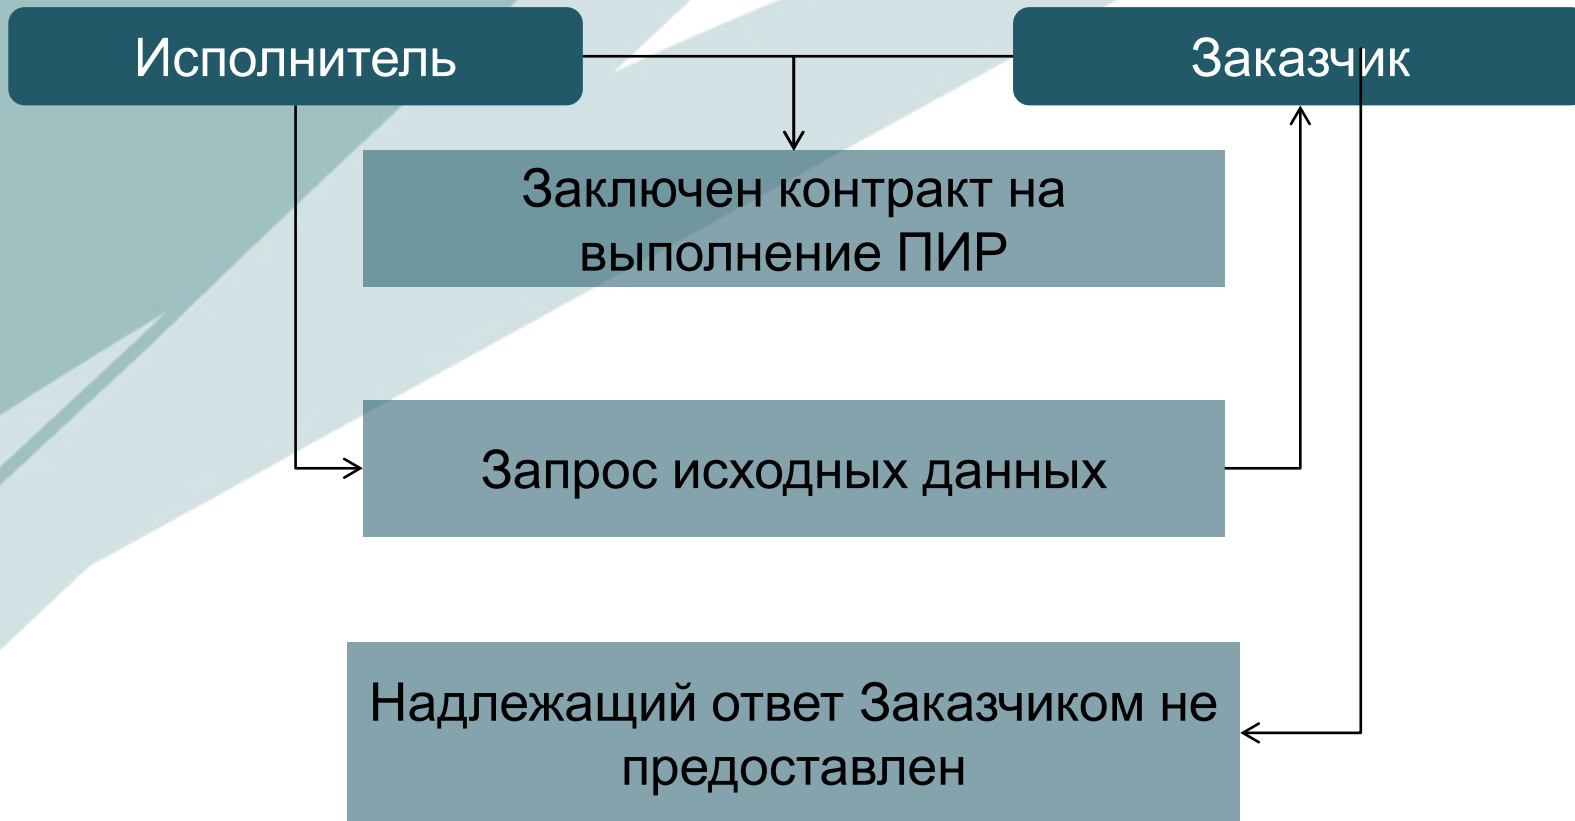 Исполнитель
Заказчик
Заключен контракт на
выполнение ПИР
Запрос исходных данных
Надлежащий ответ Заказчиком не
предоставлен